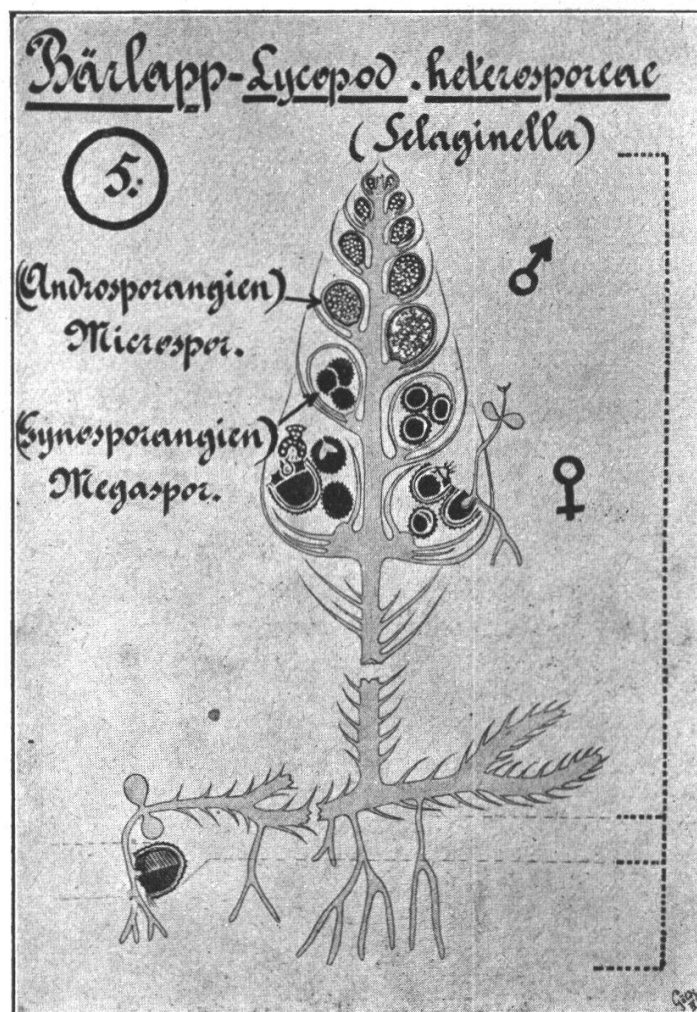 Bärlapp-Lycopod. heterosporeae
(Selaginella)
5.
(Androsporangien)
Microspor.
(Gynosporangien)
Megaspor.